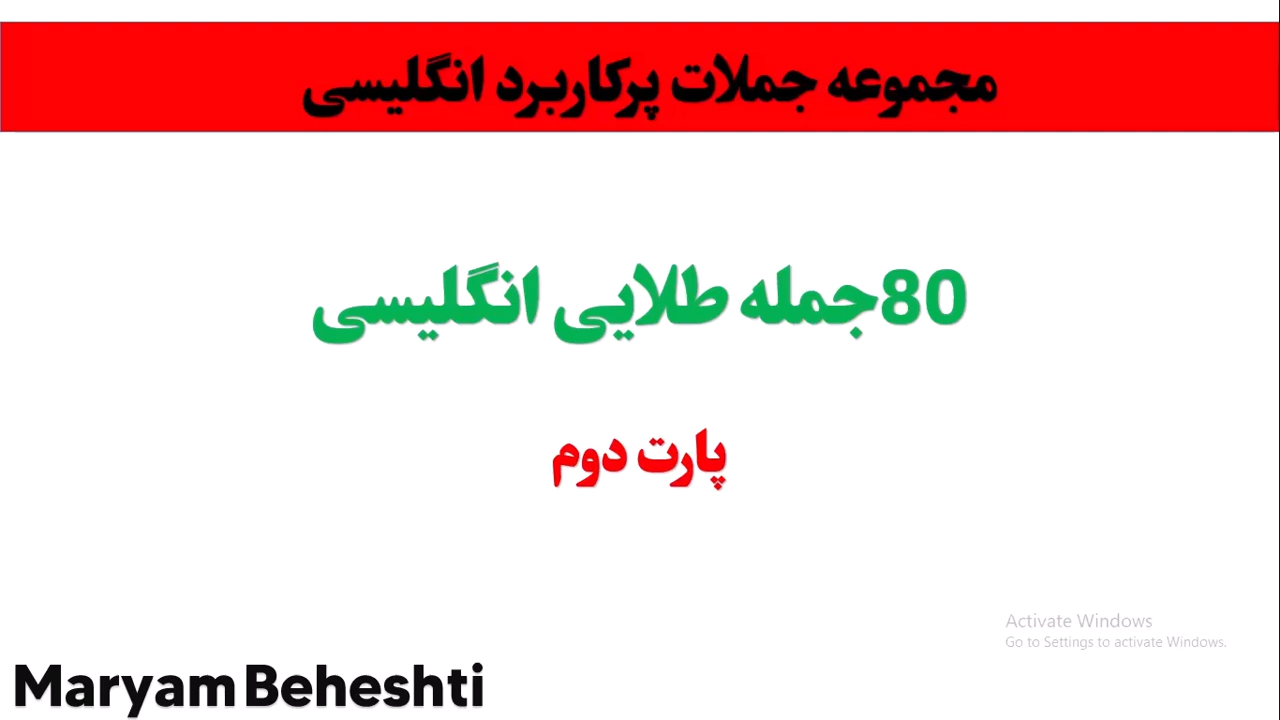 مجموعه جملات پرکاربرد انگلیسی
80جمله طلایی انگلیسی
پارت دوم
Activate Windows
Go to Settings to activate Windows.
Maryam Beheshti